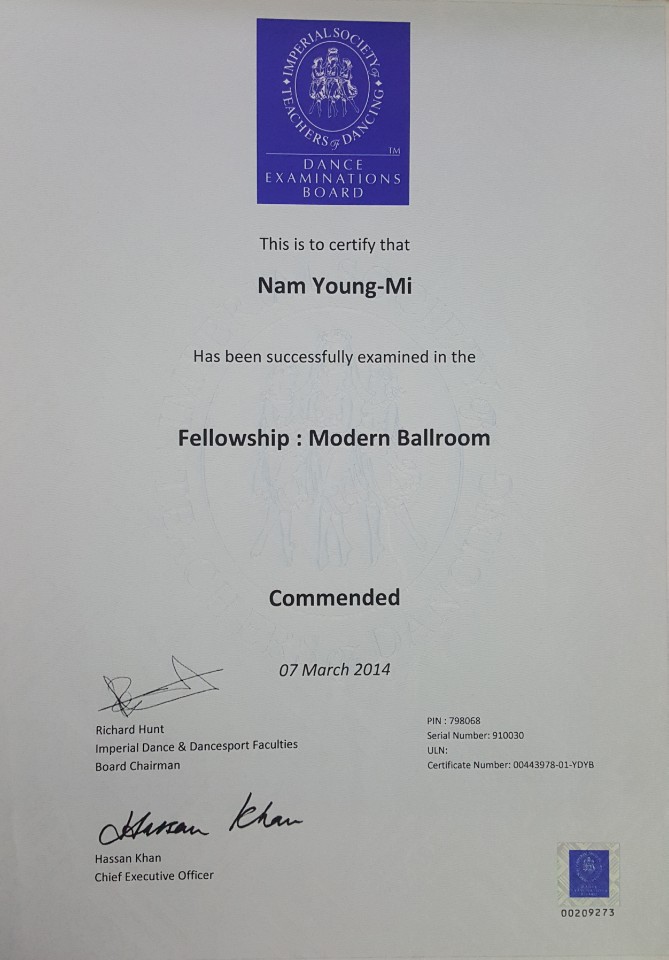 IMPERIAL SOCIETY of
TEACHERS of DANCING
TM
DANCE
EXAMINATIONS
BOARD
This is to certify that
Nam Young-Mi
Has been successfully examined in the
Fellowship : Modern Ballroom
Commended
07 March 2014
Richard Hunt
Imperial Dance & Dancesport Faculties
Board Chairman
PIN : 798068
Serial Number: 910030
ULN:
Certificate Number: 00443978-01-YDYB
Hassan Khan
Hassan Khan
Chief Executive Officer
00209273